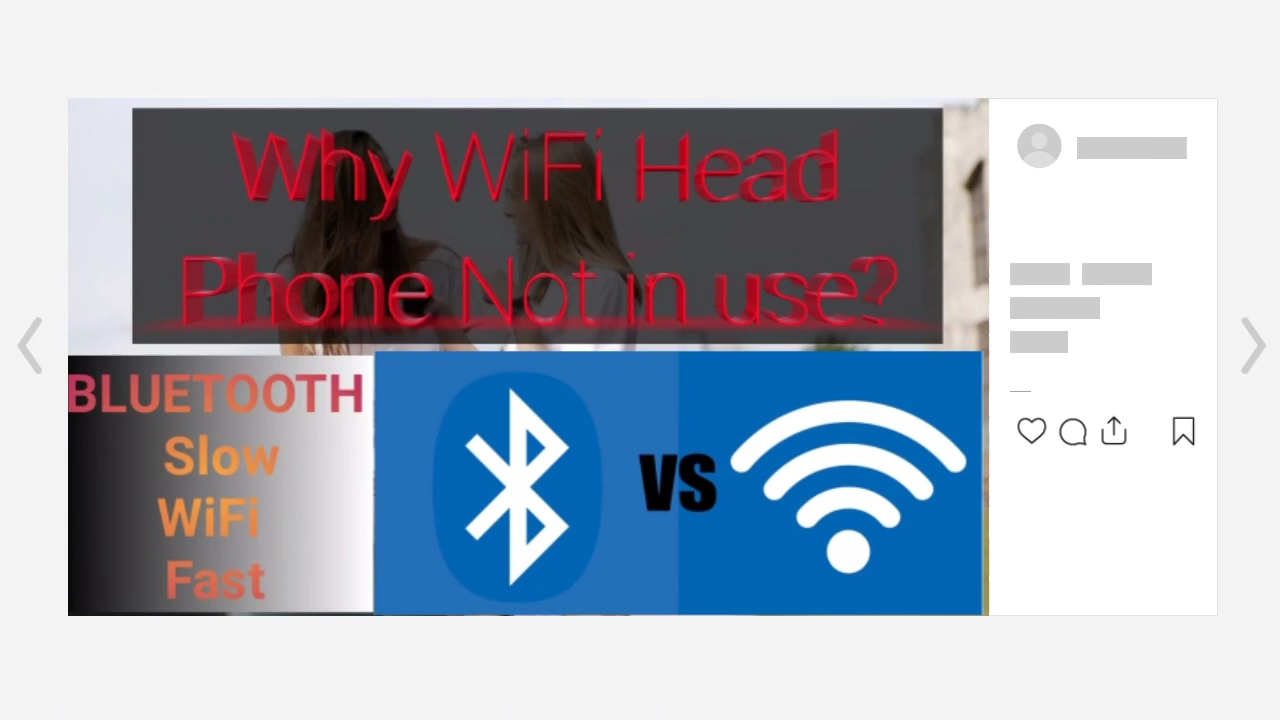 Why WiFi Head
Phone Not in use?
BLUETOOTH
Slow
WiFi
Fast
VS